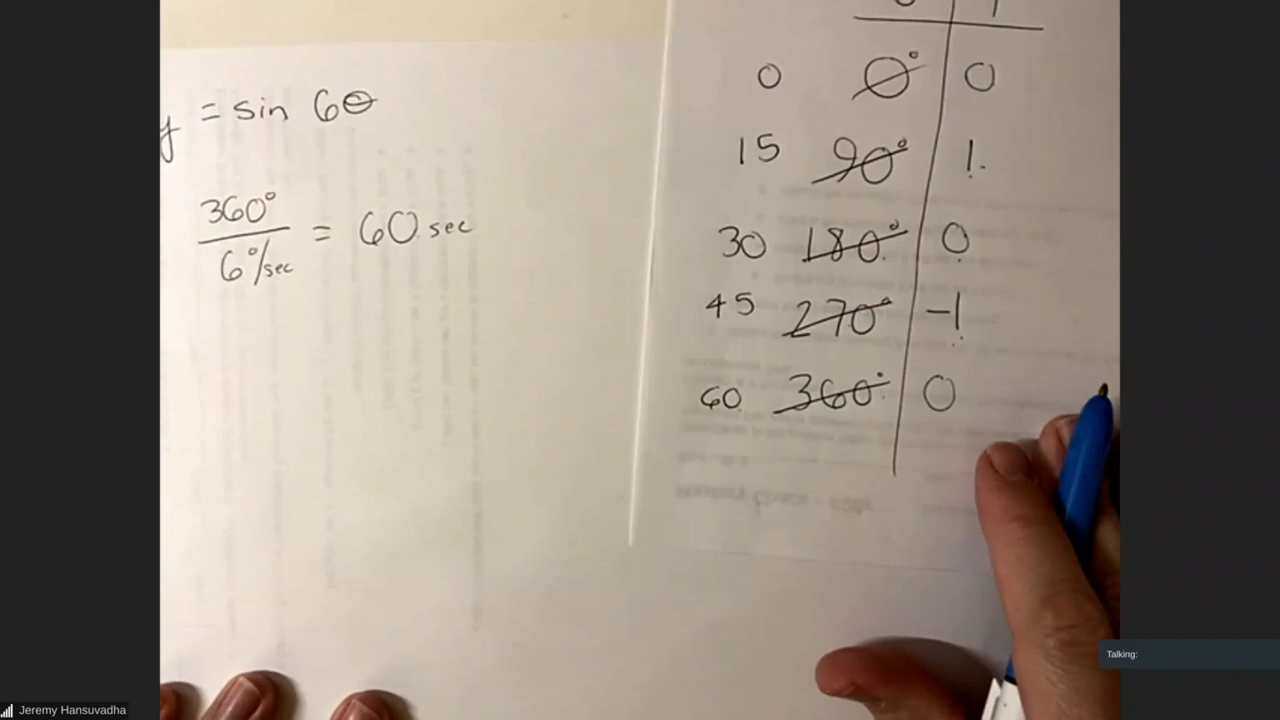 y = sin 6θ
360°
6°/sec
= 60 sec
0 0° 0
15 90° 1
30 180° 0
45 270° -1
60 360° 0
Talking:
Jeremy Hansuvadha